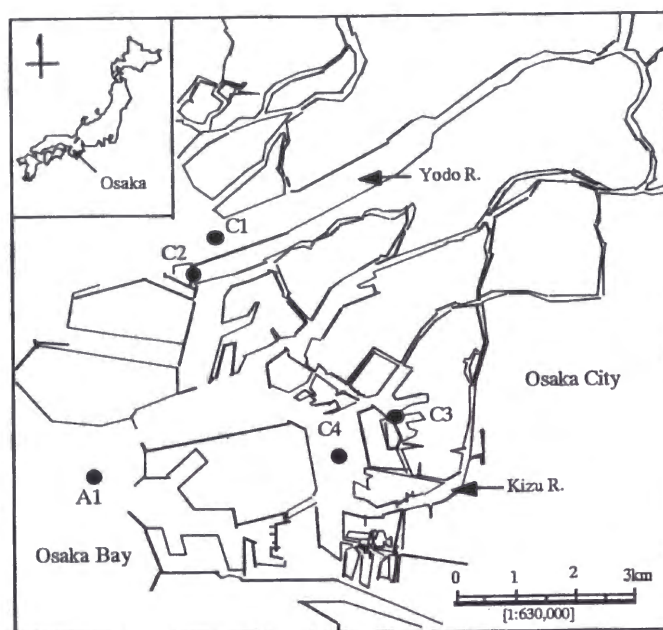 Osaka
Yodo R.
C1
C2
Osaka City
C3
C4
A1
Kizu R.
Osaka Bay
0 1 2 3km
[1:630,000]